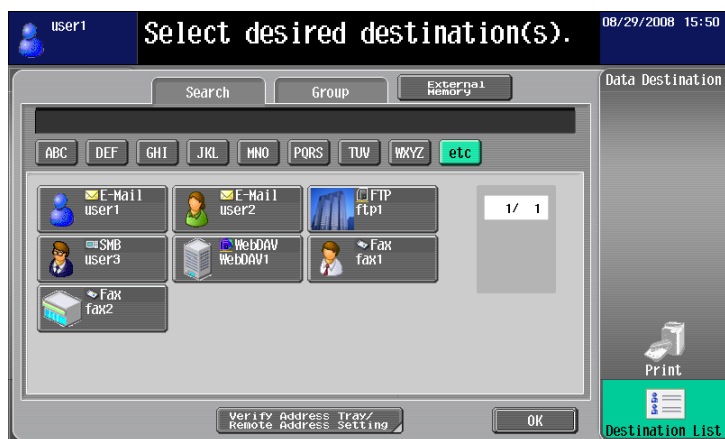 user1
Select desired destination(s).
08/29/2008 15:50
Search
Group
External
Memory
Data Destination
ABC DEF GHI JKL MNO PQRS TUV WXYZ etc
E-Mail
user1
E-Mail
user2
FTP
ftp1
1/ 1
SMB
user3
WebDAV
WebDAV1
Fax
fax1
Fax
fax2
Print
Verify Address Tray/
Remote Address Setting
OK
Destination List